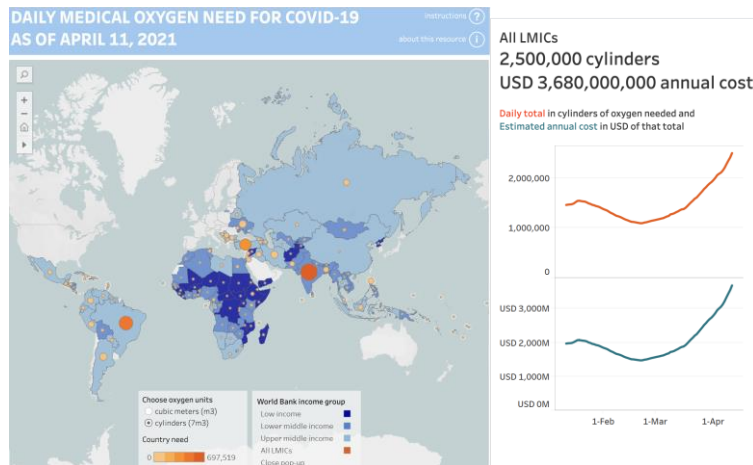 DAILY MEDICAL OXYGEN NEED FOR COVID-19
AS OF APRIL 11, 2021
instructions ?
about this resource i
All LMICs
2,500,000 cylinders
USD 3,680,000,000 annual cost
Daily total in cylinders of oxygen needed and
Estimated annual cost in USD of that total
2,000,000
1,000,000
0
USD 3,000M
USD 2,000M
USD 1,000M
USD 0M
1-Feb
1-Mar
1-Apr
Choose oxygen units
cubic meters (m3)
cylinders (7m3)
Country need
0
697,519
World Bank income group
Low income
Lower middle income
Upper middle income
All LMICs
Close pop-up